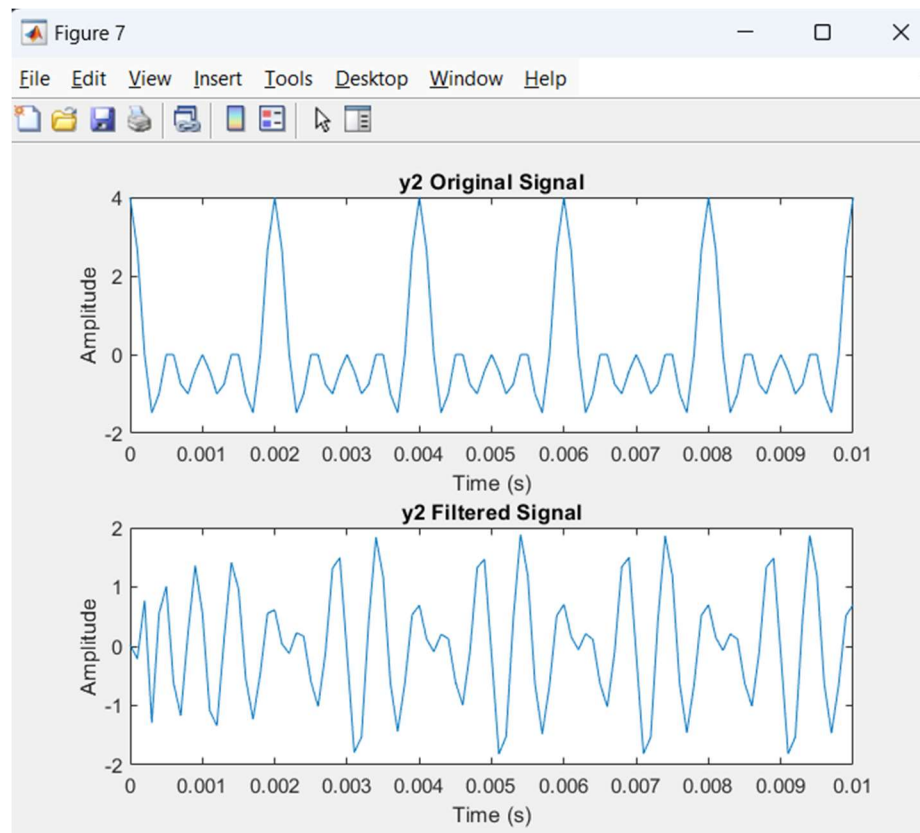 Figure 7
File Edit View Insert Tools Desktop Window Help
y2 Original Signal
4
2
0
-2
Amplitude
0 0.001 0.002 0.003 0.004 0.005 0.006 0.007 0.008 0.009 0.01
Time (s)
y2 Filtered Signal
2
1
0
-1
-2
Amplitude
0 0.001 0.002 0.003 0.004 0.005 0.006 0.007 0.008 0.009 0.01
Time (s)